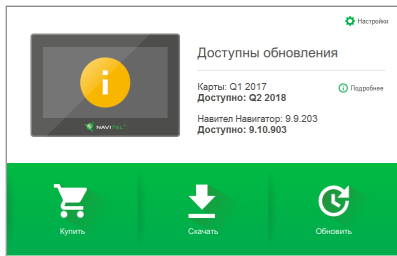 Настройки
Доступны обновления
Карты: Q1 2017
Подробнее
Доступно: Q2 2018
Навител Навигатор: 9.9.203
Доступно: 9.10.903
NAVITEL
Купить
Скачать
Обновить